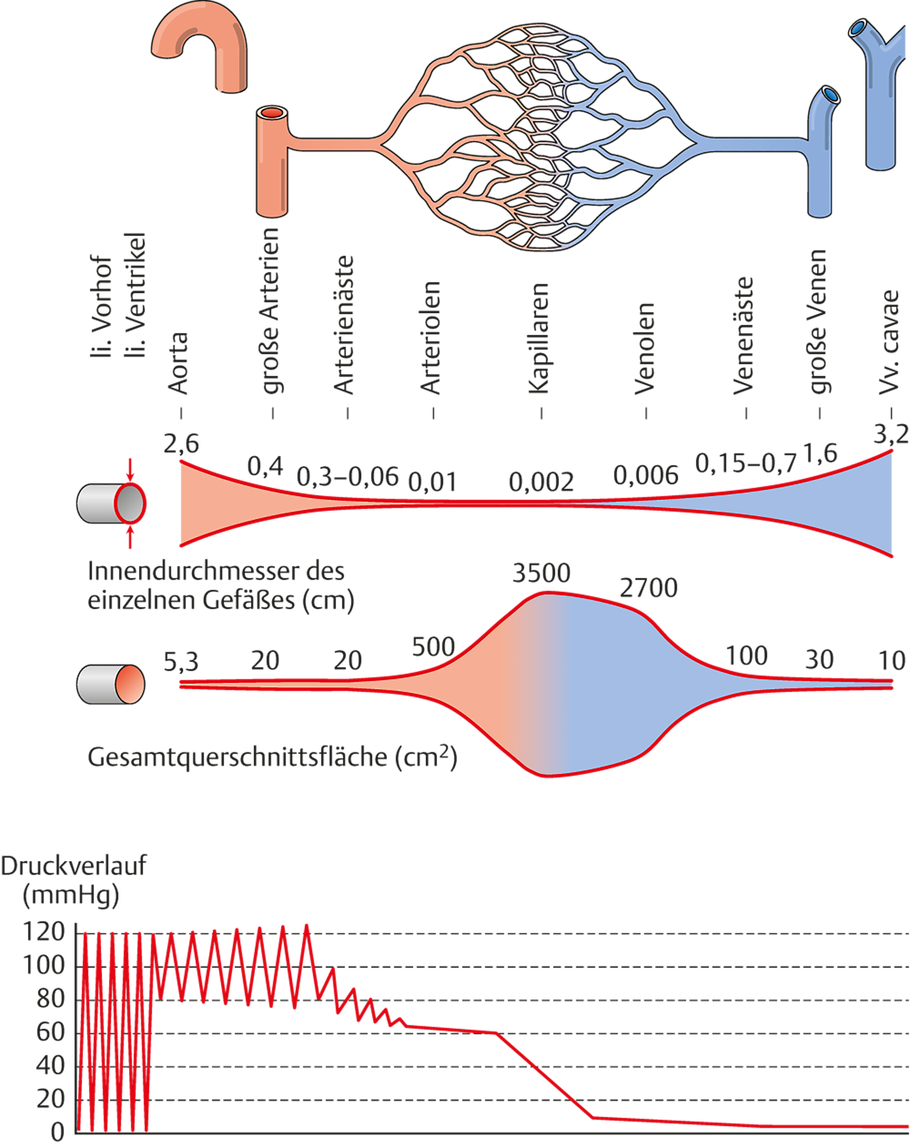 li. Vorhof
li. Ventrikel
– Aorta
– große Arterien
– Arterienäste
– Arteriolen
– Kapillaren
– Venolen
– Venenäste
– große Venen
– Vv. cavae
2,6
0,4
0,3–0,06
0,01
0,002
0,006
0,15–0,7
1,6
3,2
Innendurchmesser des
einzelnen Gefäßes (cm)
5,3
20
20
500
3500
2700
100
30
10
Gesamtquerschnittsfläche (cm²)
Druckverlauf
(mmHg)
120
100
80
60
40
20
0